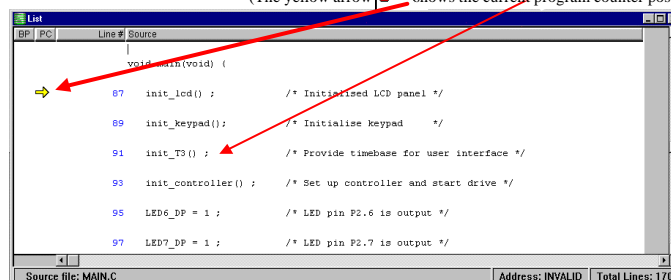 (The yellow arrow shows the current program counter pos
List
BP PC Line # Source
void main(void) {
87 init_lcd() ; /* Initialised LCD panel */
89 init_keypad(); /* Initialise keypad */
91 init_T3() ; /* Provide timebase for user interface */
93 init_controller() ; /* Set up controller and start drive */
95 LED6_DP = 1 ; /* LED pin P2.6 is output */
97 LED7_DP = 1 ; /* LED pin P2.7 is output */
Source file: MAIN.C Address: INVALID Total Lines: 176